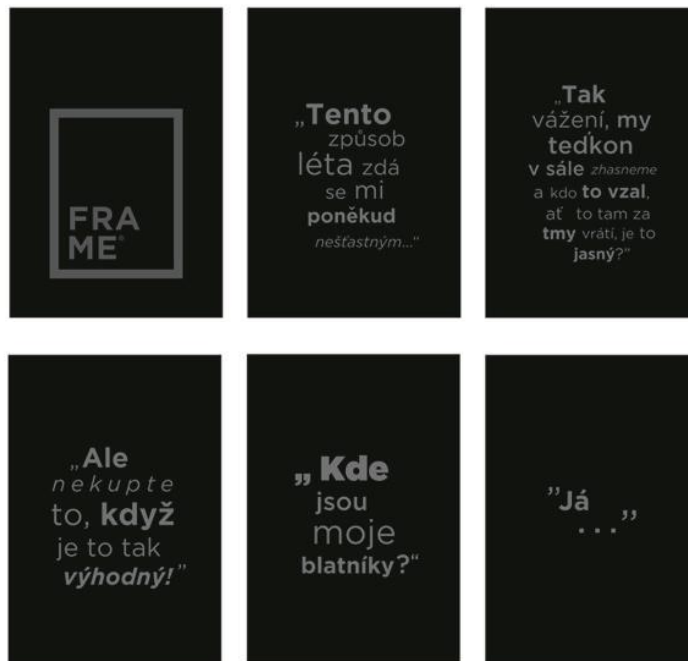 FRA
ME®
„Tento
způsob
léta zdá
se mi
poněkud
nešťastným..."
„Tak
vážení, my
teďkon
v sále zhasneme
a kdo to vzal,
ať to tam za
tmy vrátí, je to
jasný?"
„Ale
nekupte
to, když
je to tak
výhodný!"
„Kde
jsou
moje
blatníky?“
”Já
...„